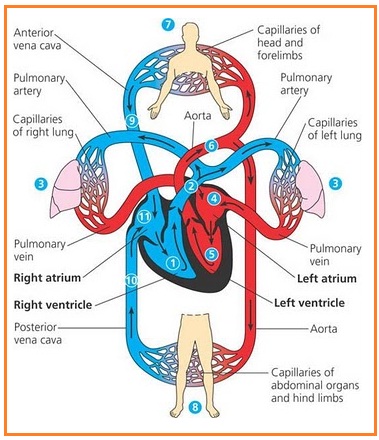 7
Anterior
vena cava
Capillaries of
head and
forelimbs
Pulmonary
artery
Pulmonary
artery
Capillaries
of right lung
9
Aorta
Capillaries
of left lung
6
3
2
4
3
11
Pulmonary
vein
Pulmonary
vein
Right atrium
5
1
Left atrium
10
Right ventricle
Left ventricle
Posterior
vena cava
Aorta
Capillaries of
abdominal organs
and hind limbs
8